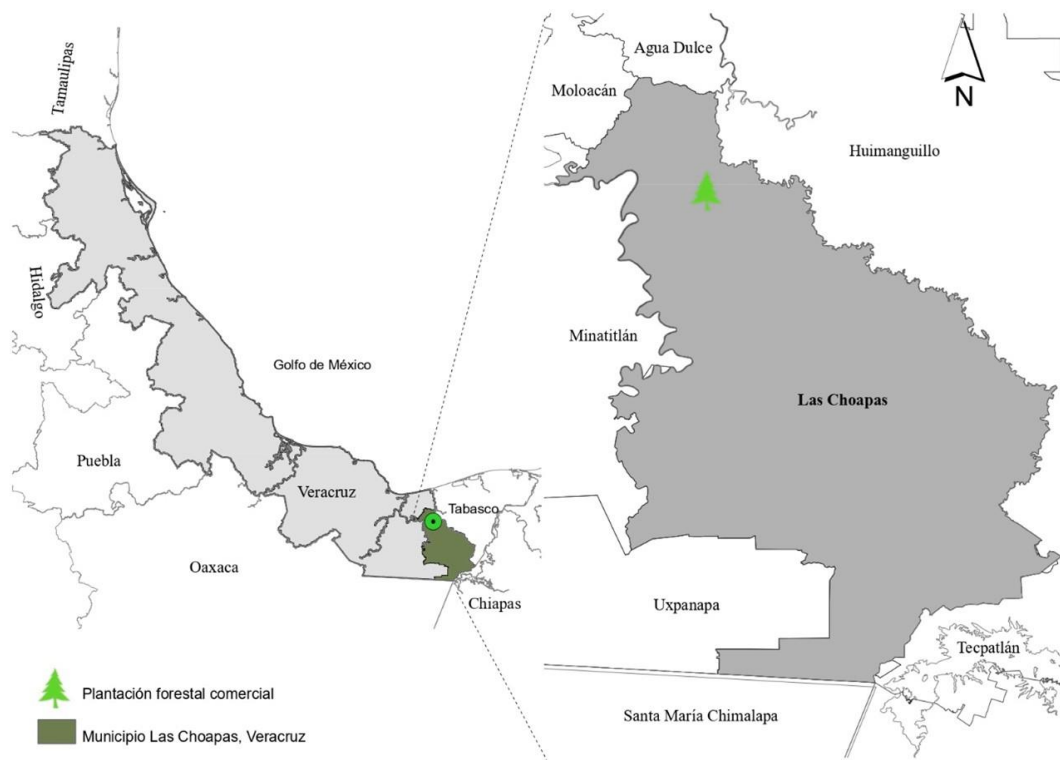 Tamaulipas
Hidalgo
Golfo de México
Puebla
Veracruz
Tabasco
Oaxaca
Chiapas
Plantación forestal comercial
Municipio Las Choapas, Veracruz
Agua Dulce
Moloacán
N
Huimanguillo
Minatitlán
Las Choapas
Uxpanapa
Tecpatlán
Santa María Chimalapa